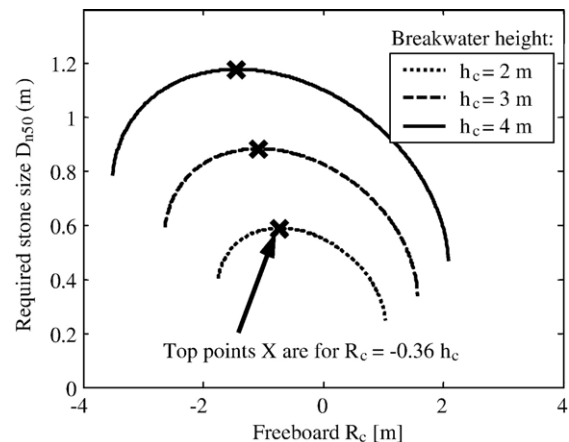 Required stone size Dn50 (m)
1.2
1
0.8
0.6
0.4
0.2
0
Breakwater height:
hc = 2 m
hc = 3 m
hc = 4 m
Top points X are for Rc = -0.36 hc
-4
-2
0
2
4
Freeboard Rc [m]